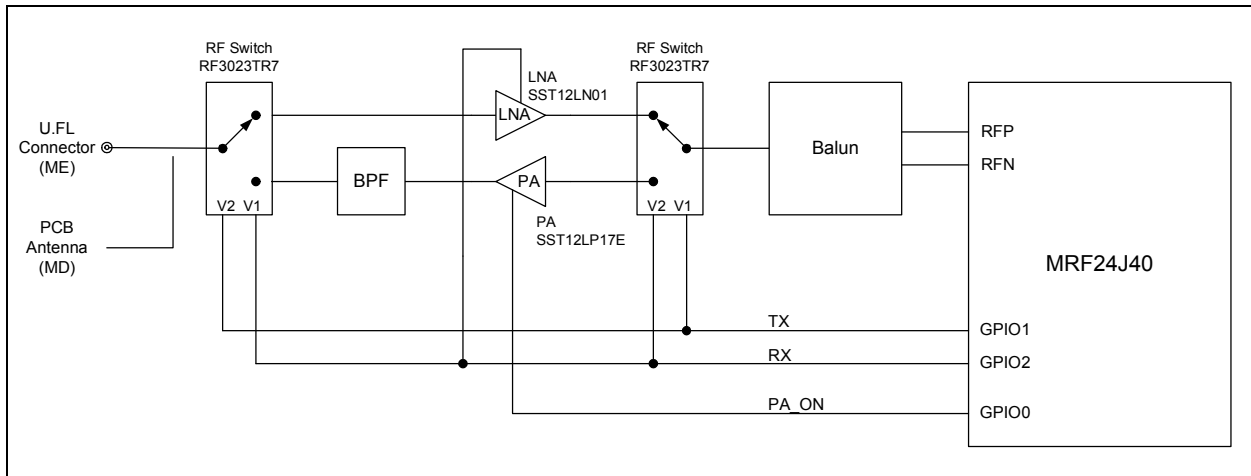 RF Switch
RF3023TR7
LNA
SST12LN01
RF Switch
RF3023TR7
U.FL
Connector
(ME)
LNA
Balun
RFP
RFN
BPF
PA
V2 V1
PA
SST12LP17E
V2 V1
PCB
Antenna
(MD)
MRF24J40
TX
GPIO1
RX
GPIO2
PA_ON
GPIO0